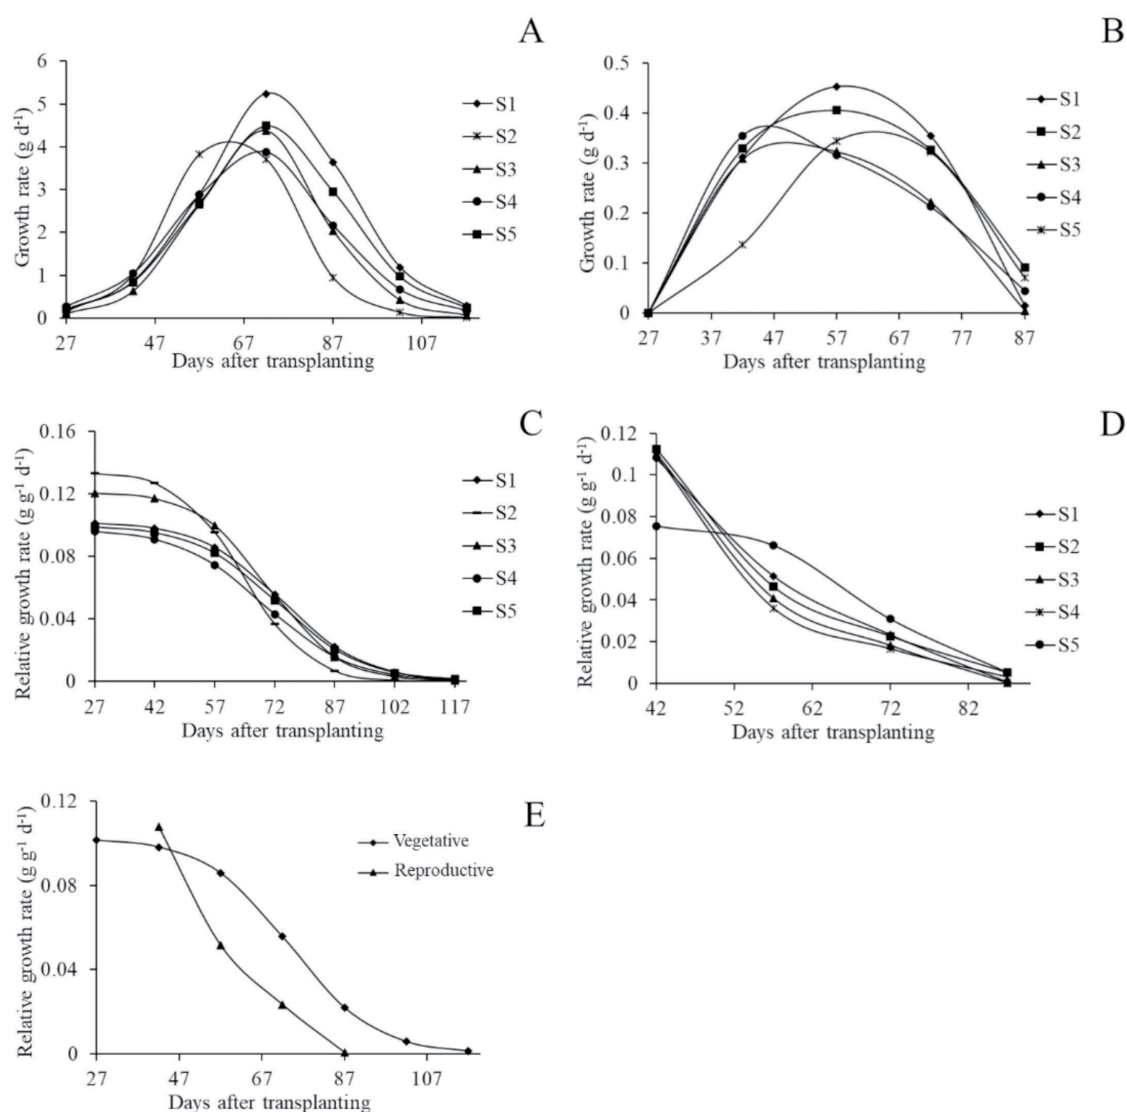 A
Growth rate (g d⁻¹)
6
5
4
3
2
1
0
27 47 67 87 107
Days after transplanting
S1
S2
S3
S4
S5
B
Growth rate (g d⁻¹)
0.5
0.4
0.3
0.2
0.1
0
27 37 47 57 67 77 87
Days after transplanting
S1
S2
S3
S4
S5
C
Relative growth rate (g g⁻¹ d⁻¹)
0.16
0.12
0.08
0.04
0
27 42 57 72 87 102 117
Days after transplanting
S1
S2
S3
S4
S5
D
Relative growth rate (g g⁻¹ d⁻¹)
0.12
0.1
0.08
0.06
0.04
0.02
0
42 52 62 72 82
Days after transplanting
S1
S2
S3
S4
S5
E
Relative growth rate (g g⁻¹ d⁻¹)
0.12
0.08
0.04
0
27 47 67 87 107
Days after transplanting
Vegetative
Reproductive